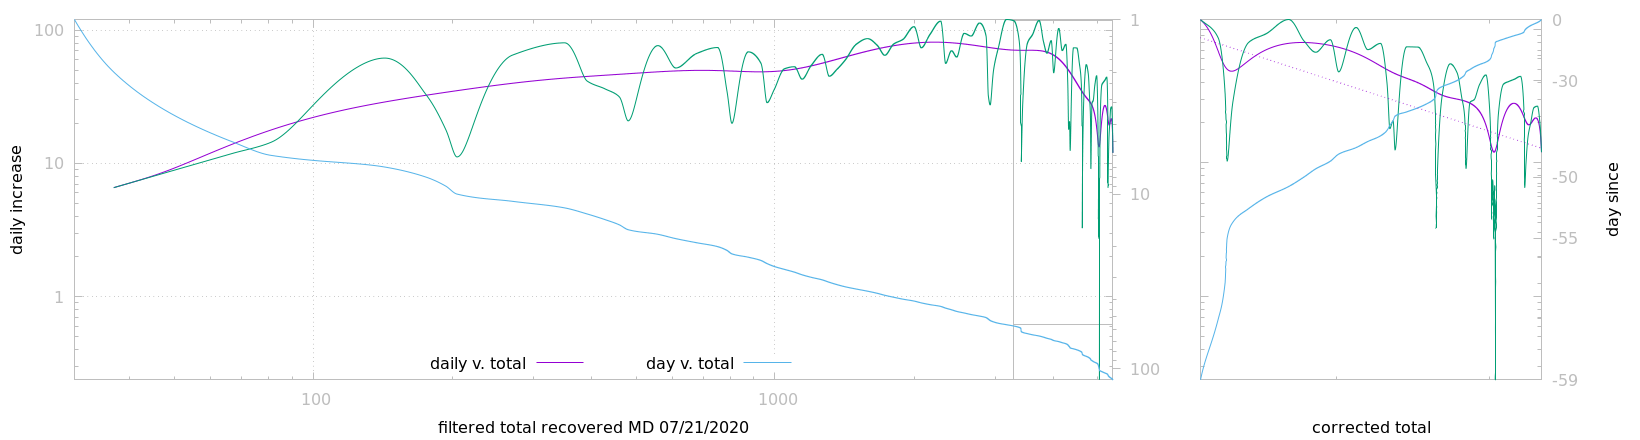 100
10
1
daily increase
100
1000
filtered total recovered MD 07/21/2020
daily v. total
day v. total
1
10
100
0
-30
-50
-55
-59
day since
corrected total